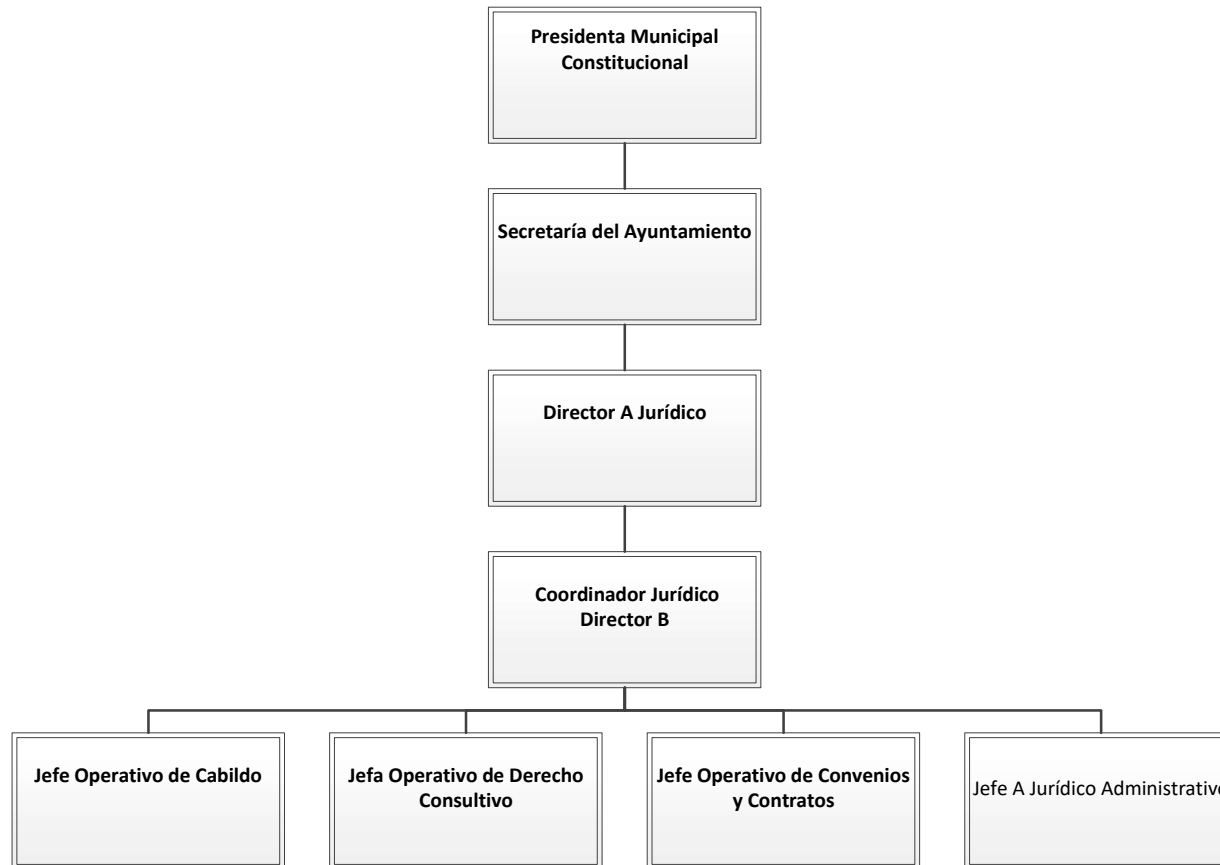 Presidenta Municipal
Constitucional
Secretaría del Ayuntamiento
Director A Jurídico
Coordinador Jurídico
Director B
Jefe Operativo de Cabildo
Jefa Operativo de Derecho
Consultivo
Jefe Operativo de Convenios
y Contratos
Jefe A Jurídico Administrativo